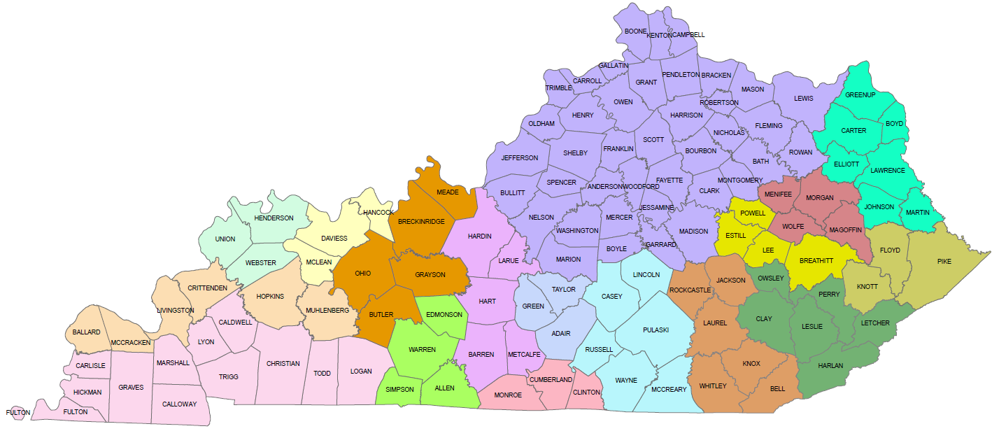 BOONE
KENTON
CAMPBELL
GALLATIN
PENDLETON
BRACKEN
CARROLL
GRANT
TRIMBLE
MASON
LEWIS
GREENUP
OWEN
ROBERTSON
HENRY
HARRISON
OLDHAM
FLEMING
BOYD
CARTER
NICHOLAS
SCOTT
FRANKLIN
BOURBON
ROWAN
SHELBY
JEFFERSON
BATH
ELLIOTT
LAWRENCE
FAYETTE
MONTGOMERY
SPENCER
ANDERSON
WOODFORD
CLARK
BULLITT
MEADE
MENIFEE
MORGAN
JESSAMINE
JOHNSON
MARTIN
HANCOCK
POWELL
HENDERSON
NELSON
MERCER
BRECKINRIDGE
WASHINGTON
MADISON
WOLFE
MAGOFFIN
HARDIN
ESTILL
UNION
DAVIESS
GARRARD
BOYLE
LEE
FLOYD
MARION
LARUE
BREATHITT
PIKE
WEBSTER
MCLEAN
OHIO
GRAYSON
LINCOLN
OWSLEY
JACKSON
CRITTENDEN
TAYLOR
ROCKCASTLE
KNOTT
HOPKINS
CASEY
PERRY
HART
GREEN
LIVINGSTON
MUHLENBERG
BUTLER
EDMONSON
CLAY
CALDWELL
LAUREL
LETCHER
LESLIE
BALLARD
PULASKI
ADAIR
LYON
MCCRACKEN
WARREN
RUSSELL
BARREN
METCALFE
MARSHALL
CHRISTIAN
KNOX
CARLISLE
HARLAN
LOGAN
TODD
TRIGG
CUMBERLAND
WAYNE
WHITLEY
GRAVES
ALLEN
SIMPSON
MCCREARY
BELL
HICKMAN
CLINTON
MONROE
CALLOWAY
FULTON
FULTON